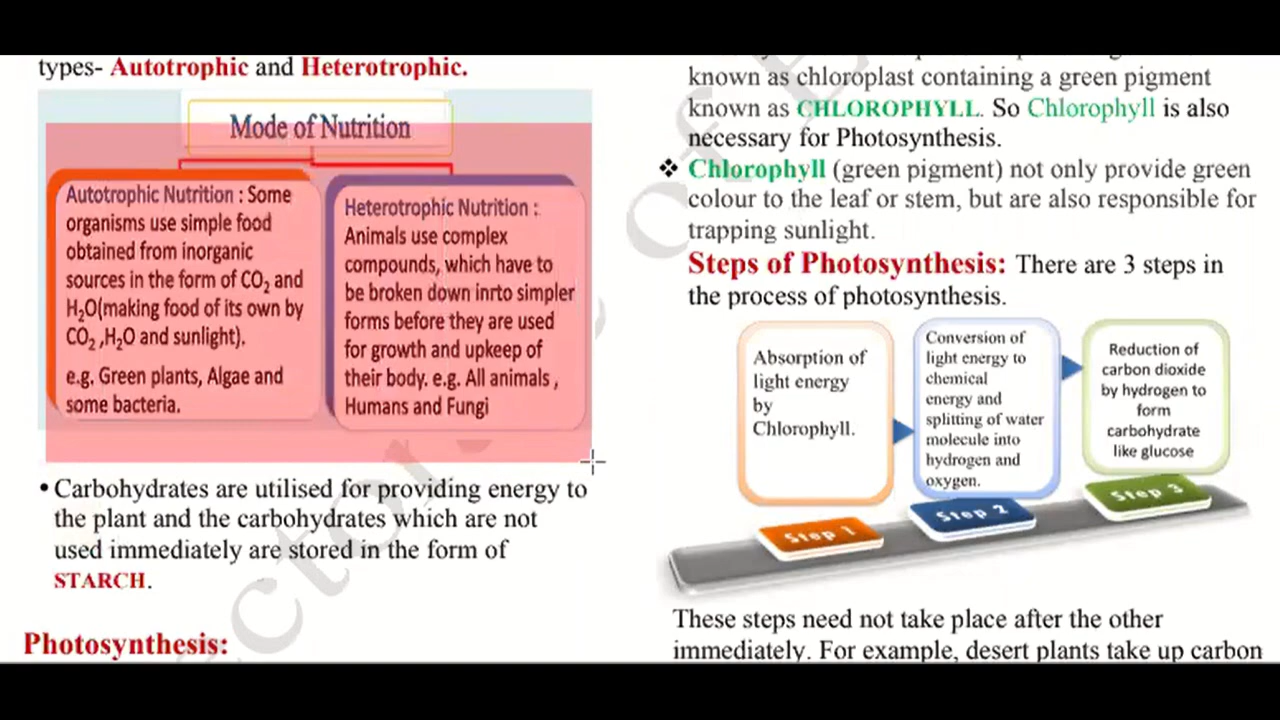 types- Autotrophic and Heterotrophic.
Mode of Nutrition
Autotrophic Nutrition : Some
organisms use simple food
obtained from inorganic
sources in the form of CO₂ and
H₂O(making food of its own by
CO₂ ,H₂O and sunlight).
e.g. Green plants, Algae and
some bacteria.
Heterotrophic Nutrition :
Animals use complex
compounds, which have to
be broken down inrto simpler
forms before they are used
for growth and upkeep of
their body. e.g. All animals ,
Humans and Fungi
• Carbohydrates are utilised for providing energy to
the plant and the carbohydrates which are not
used immediately are stored in the form of
STARCH.
Photosynthesis:
known as chloroplast containing a green pigment
known as CHLOROPHYLL. So Chlorophyll is also
necessary for Photosynthesis.
❖ Chlorophyll (green pigment) not only provide green
colour to the leaf or stem, but are also responsible for
trapping sunlight.
Steps of Photosynthesis: There are 3 steps in
the process of photosynthesis.
Absorption of
light energy
by
Chlorophyll.
Conversion of
light energy to
chemical
energy and
splitting of water
molecule into
hydrogen and
oxygen.
Reduction of
carbon dioxide
by hydrogen to
form
carbohydrate
like glucose
Step 1
Step 2
Step 3
These steps need not take place after the other
immediately. For example, desert plants take up carbon